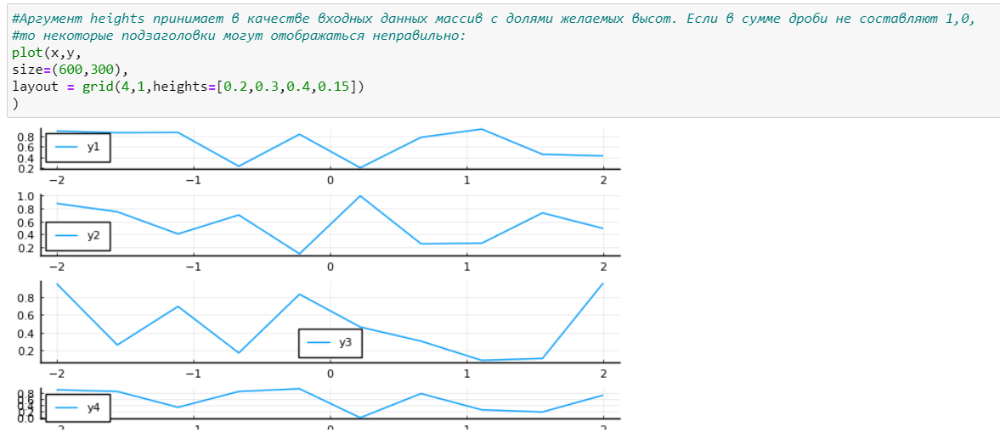 #Аргумент heights принимает в качестве входных данных массив с долями желаемых высот. Если в сумме дроби не составляют 1,0,
#то некоторые подзаголовки могут отображаться неправильно:
plot(x,y,
size=(600,300),
layout = grid(4,1,heights=[0.2,0.3,0.4,0.15])
)
0.8
0.6
0.4
0.2
y1
−2 −1 0 1 2
1.0
0.8
0.6
0.4
0.2
y2
−2 −1 0 1 2
0.8
0.6
0.4
0.2
y3
−2 −1 0 1 2
0.8
0.6
0.4
0.2
0.0
y4
−2 −1 0 1 2